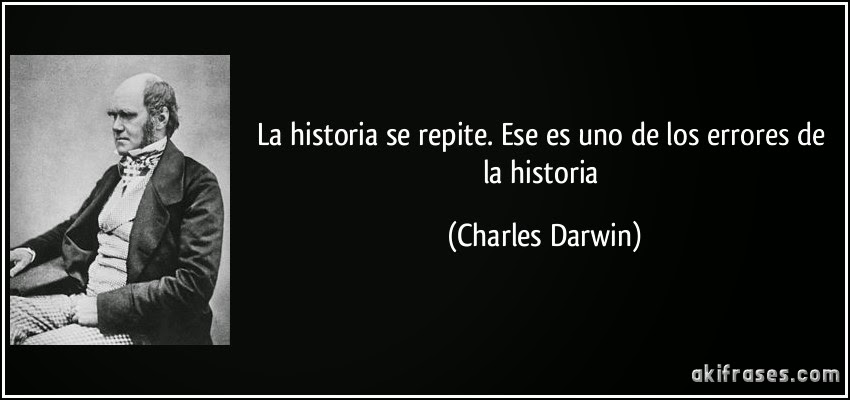 La historia se repite. Ese es uno de los errores de
la historia
(Charles Darwin)
akifrases.com